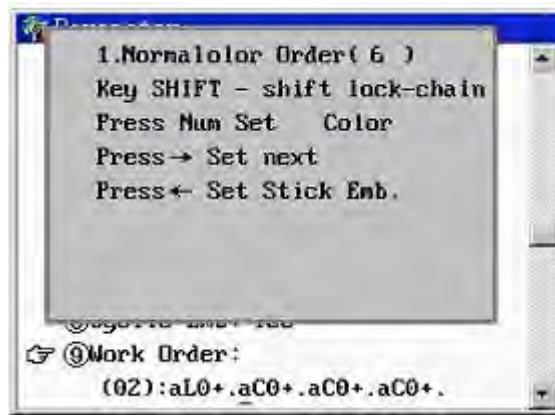 1.Normalolor Order( 6 )
Key SHIFT - shift lock-chain
Press Num Set Color
Press→ Set next
Press← Set Stick Emb.
☞ ⑨Work Order:
(02):aL0+.aC0+.aC0+.aC0+.